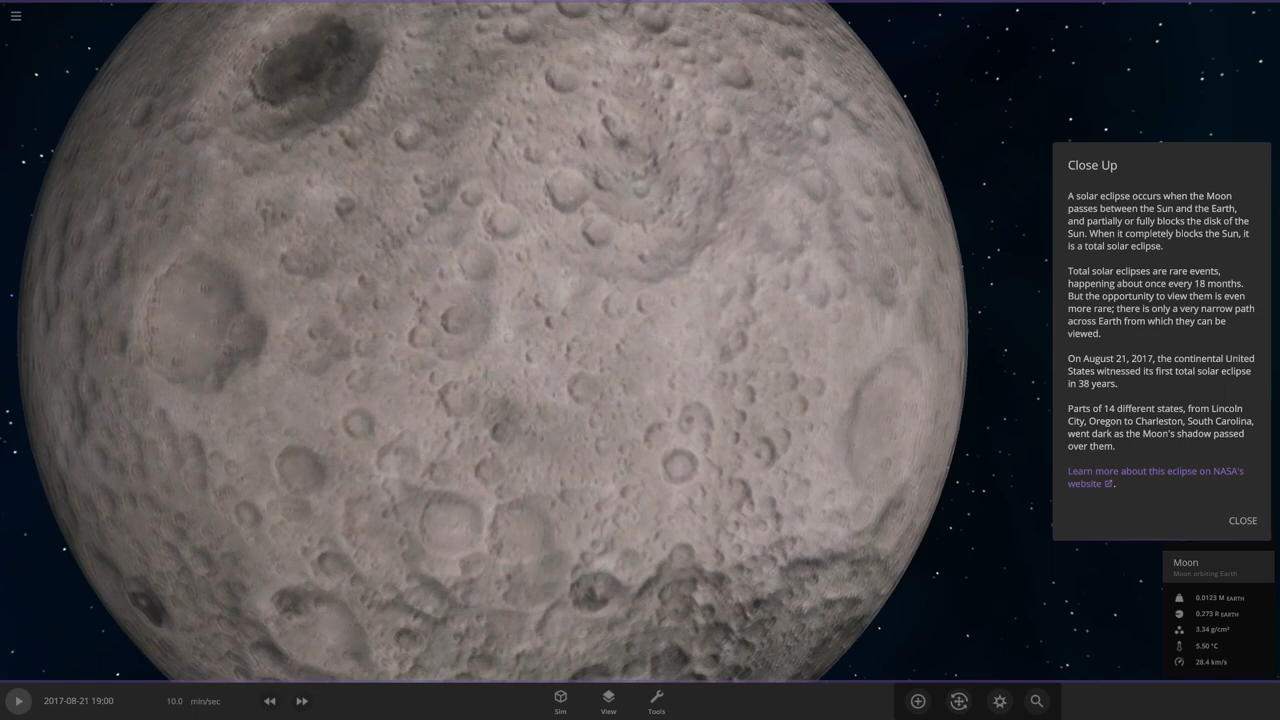 Close Up
A solar eclipse occurs when the Moon
passes between the Sun and the Earth,
and partially or fully blocks the disk of the
Sun. When it completely blocks the Sun, it
is a total solar eclipse.
Total solar eclipses are rare events,
happening about once every 18 months.
But the opportunity to view them is even
more rare; there is only a very narrow path
across Earth from which they can be
viewed.
On August 21, 2017, the continental United
States witnessed its first total solar eclipse
in 38 years.
Parts of 14 different states, from Lincoln
City, Oregon to Charleston, South Carolina,
went dark as the Moon's shadow passed
over them.
Learn more about this eclipse on NASA's
website.
CLOSE
Moon
Moon orbiting Earth
0.0123 M EARTH
0.273 R EARTH
3.34 g/cm³
5.50 °C
28.4 km/s
2017-08-21 19:00
10.0 min/sec
Sim
View
Tools